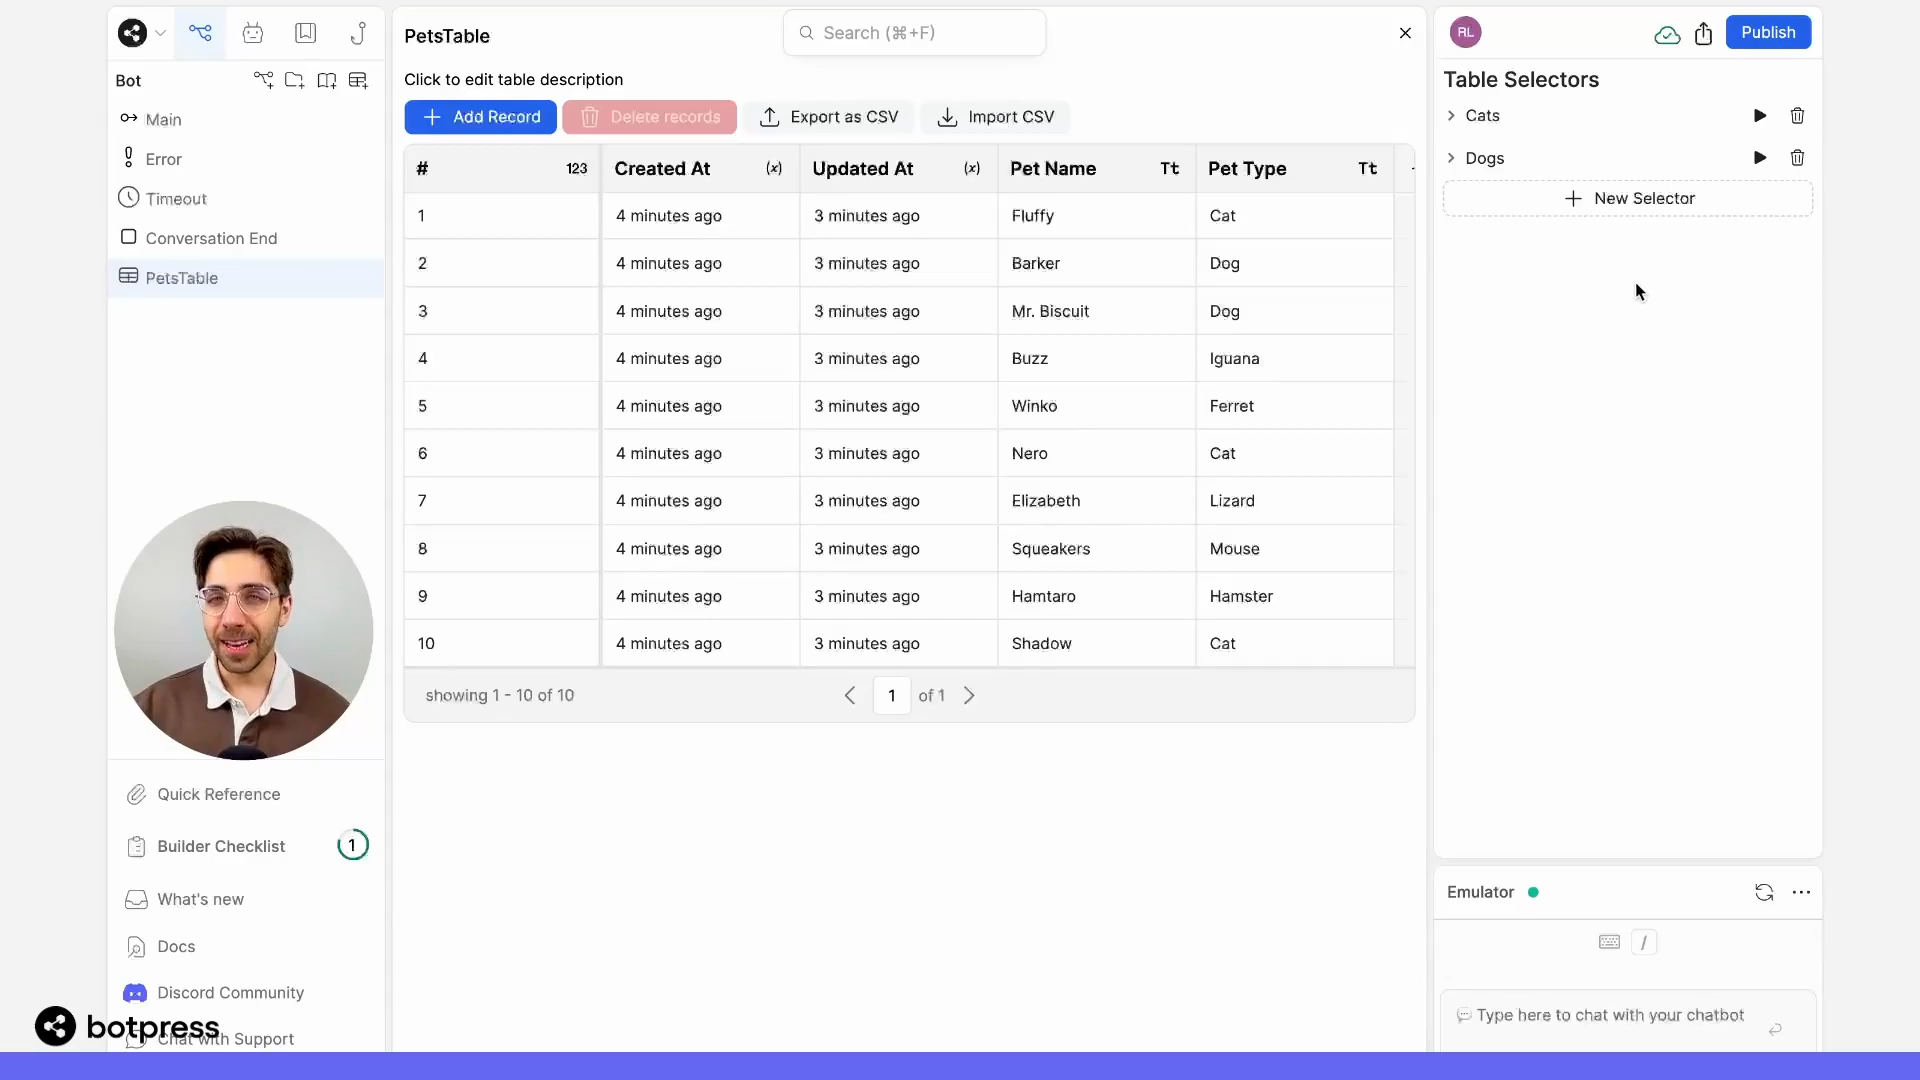 Bot
Main
Error
Timeout
Conversation End
PetsTable
Quick Reference
Builder Checklist 1
What's new
Docs
Discord Community
Chat with Support
botpress
PetsTable
Search (⌘+F)
Click to edit table description
Add Record
Delete records
Export as CSV
Import CSV
# 123 Created At (x) Updated At (x) Pet Name Tt Pet Type Tt
1 4 minutes ago 3 minutes ago Fluffy Cat
2 4 minutes ago 3 minutes ago Barker Dog
3 4 minutes ago 3 minutes ago Mr. Biscuit Dog
4 4 minutes ago 3 minutes ago Buzz Iguana
5 4 minutes ago 3 minutes ago Winko Ferret
6 4 minutes ago 3 minutes ago Nero Cat
7 4 minutes ago 3 minutes ago Elizabeth Lizard
8 4 minutes ago 3 minutes ago Squeakers Mouse
9 4 minutes ago 3 minutes ago Hamtaro Hamster
10 4 minutes ago 3 minutes ago Shadow Cat
showing 1 - 10 of 10
1 of 1
RL
Publish
Table Selectors
Cats
Dogs
New Selector
Emulator
/
Type here to chat with your chatbot